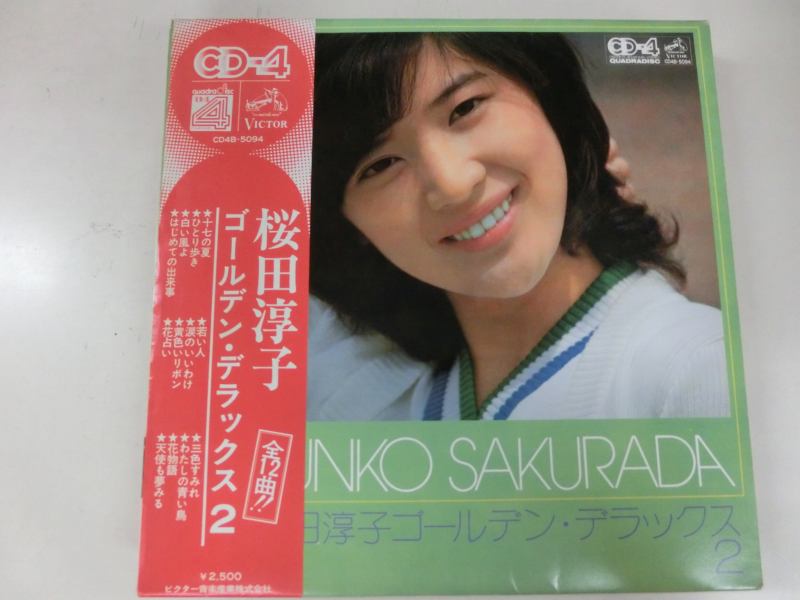 CD-4
quadradisc
CD-4
VICTOR
CD4B-5094
桜田淳子
ゴールデン・デラックス2
全12曲!!
★十七の夏
★ひとり歩き
★白い風よ
★はじめての出来事
★若い人
★涙のいいわけ
★黄色いリボン
★花占い
★三色すみれ
★わたしの青い鳥
★花物語
★天使も夢みる
¥2,500
ビクター音楽産業株式会社
CD-4
QUADRADISC
VICTOR
CD4B-5094
UNKO SAKURADA
田淳子ゴールデン・デラックス
2